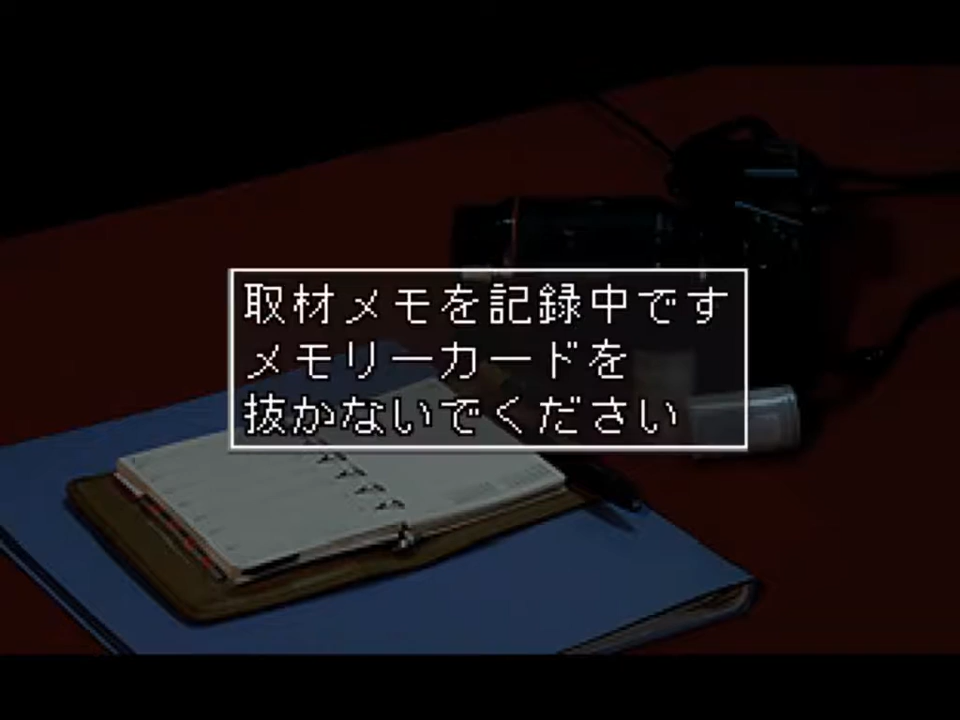 取材メモを記録中です
メモリーカードを
抜かないでください